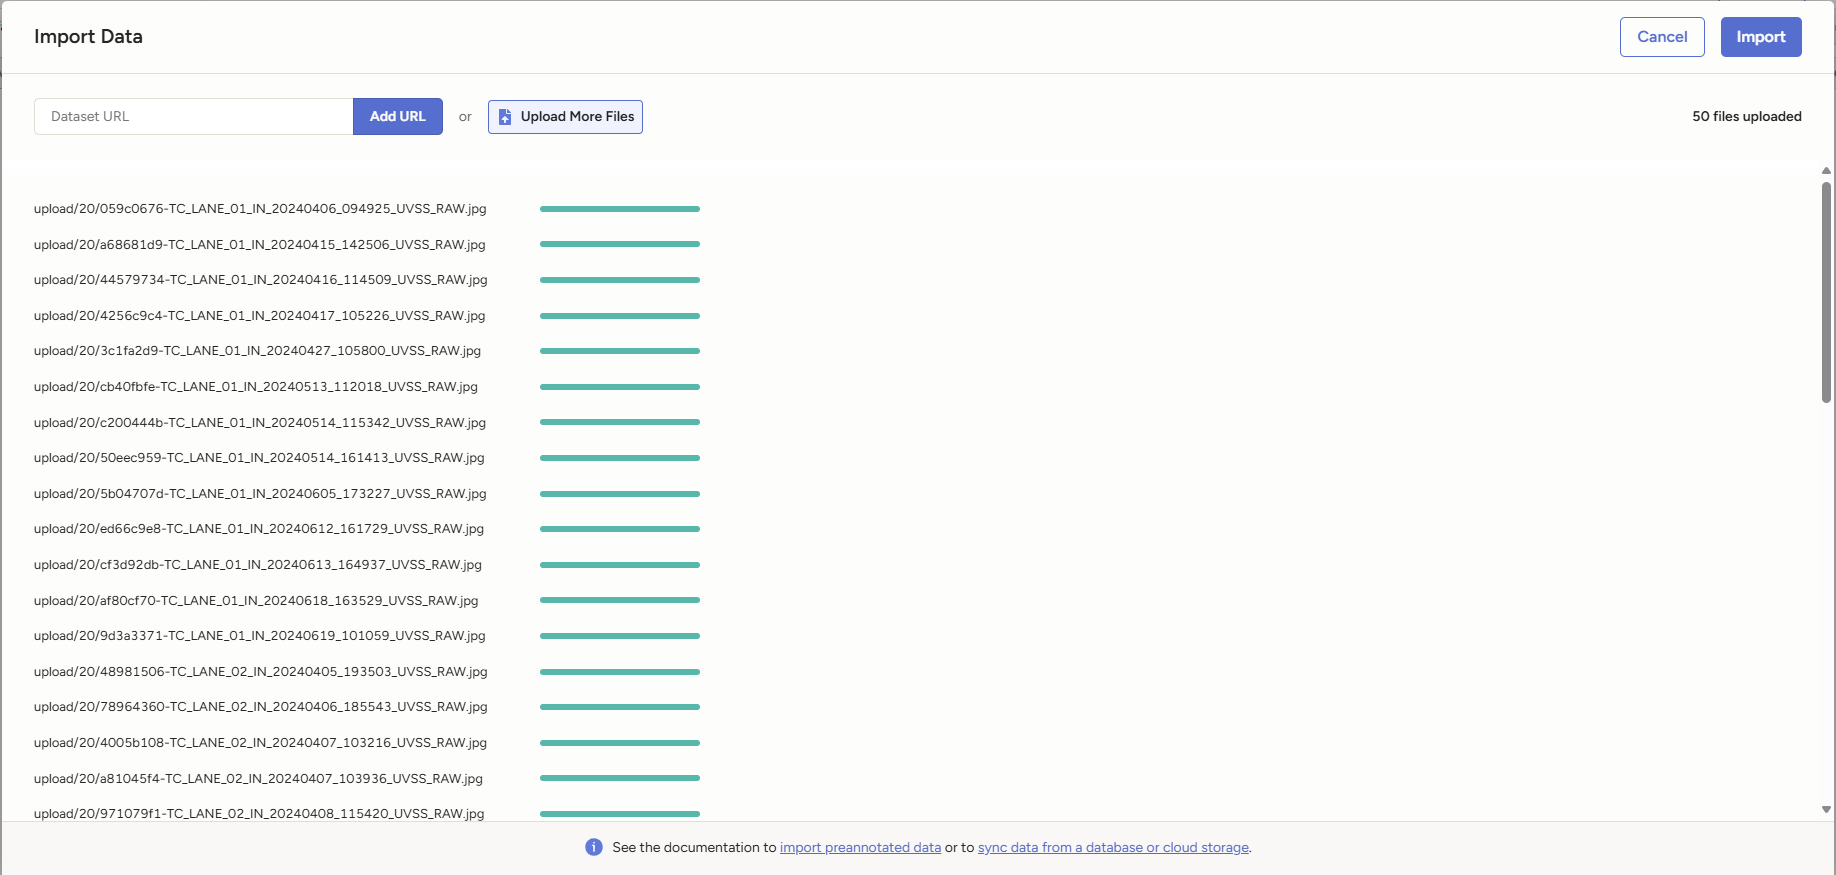 Import Data
Cancel
Import
Dataset URL
Add URL
or
Upload More Files
50 files uploaded
upload/20/059c0676-TC_LANE_01_IN_20240406_094925_UVSS_RAW.jpg
upload/20/a68681d9-TC_LANE_01_IN_20240415_142506_UVSS_RAW.jpg
upload/20/44579734-TC_LANE_01_IN_20240416_114509_UVSS_RAW.jpg
upload/20/4256c9c4-TC_LANE_01_IN_20240417_105226_UVSS_RAW.jpg
upload/20/3c1fa2d9-TC_LANE_01_IN_20240427_105800_UVSS_RAW.jpg
upload/20/cb40fbfe-TC_LANE_01_IN_20240513_112018_UVSS_RAW.jpg
upload/20/c200444b-TC_LANE_01_IN_20240514_115342_UVSS_RAW.jpg
upload/20/50eec959-TC_LANE_01_IN_20240514_161413_UVSS_RAW.jpg
upload/20/5b04707d-TC_LANE_01_IN_20240605_173227_UVSS_RAW.jpg
upload/20/ed66c9e8-TC_LANE_01_IN_20240612_161729_UVSS_RAW.jpg
upload/20/cf3d92db-TC_LANE_01_IN_20240613_164937_UVSS_RAW.jpg
upload/20/af80cf70-TC_LANE_01_IN_20240618_163529_UVSS_RAW.jpg
upload/20/9d3a3371-TC_LANE_01_IN_20240619_101059_UVSS_RAW.jpg
upload/20/48981506-TC_LANE_02_IN_20240405_193503_UVSS_RAW.jpg
upload/20/78964360-TC_LANE_02_IN_20240406_185543_UVSS_RAW.jpg
upload/20/4005b108-TC_LANE_02_IN_20240407_103216_UVSS_RAW.jpg
upload/20/a81045f4-TC_LANE_02_IN_20240407_103936_UVSS_RAW.jpg
upload/20/971079f1-TC_LANE_02_IN_20240408_115420_UVSS_RAW.jpg
See the documentation to import preannotated data or to sync data from a database or cloud storage.